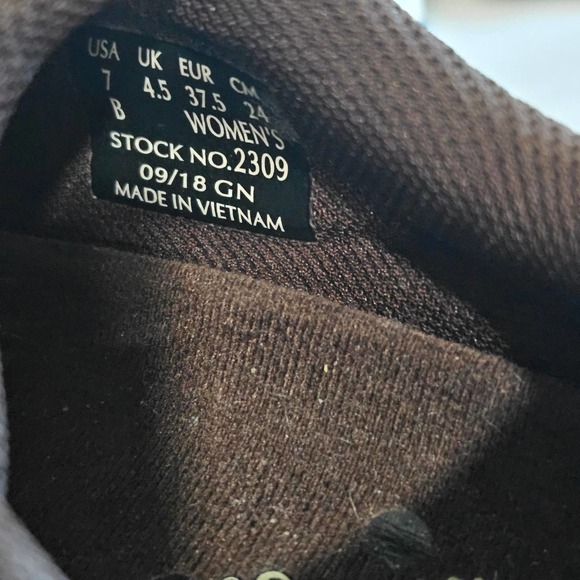 USA UK EUR CM
7 4.5 37.5 24
B WOMEN'S
STOCK NO.2309
09/18 GN
MADE IN VIETNAM